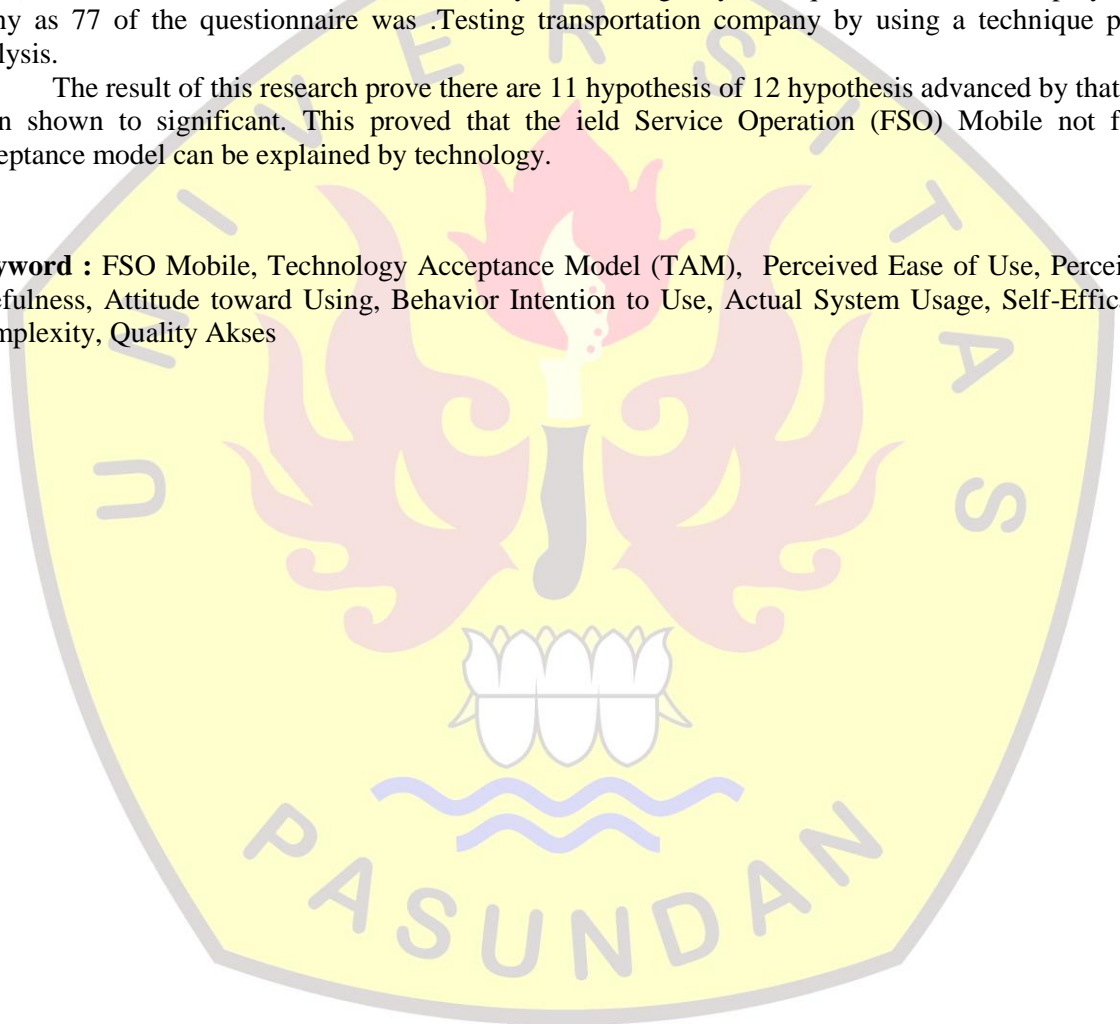 ny as 77 of the questionnaire was .Testing transportation company by using a technique p
lysis.
The result of this research prove there are 11 hypothesis of 12 hypothesis advanced by that
n shown to significant. This proved that the ield Service Operation (FSO) Mobile not f
eptance model can be explained by technology.
yword : FSO Mobile, Technology Acceptance Model (TAM), Perceived Ease of Use, Percei
efulness, Attitude toward Using, Behavior Intention to Use, Actual System Usage, Self-Effic
mplexity, Quality Akses
UNIVERSITAS
PASUNDAN